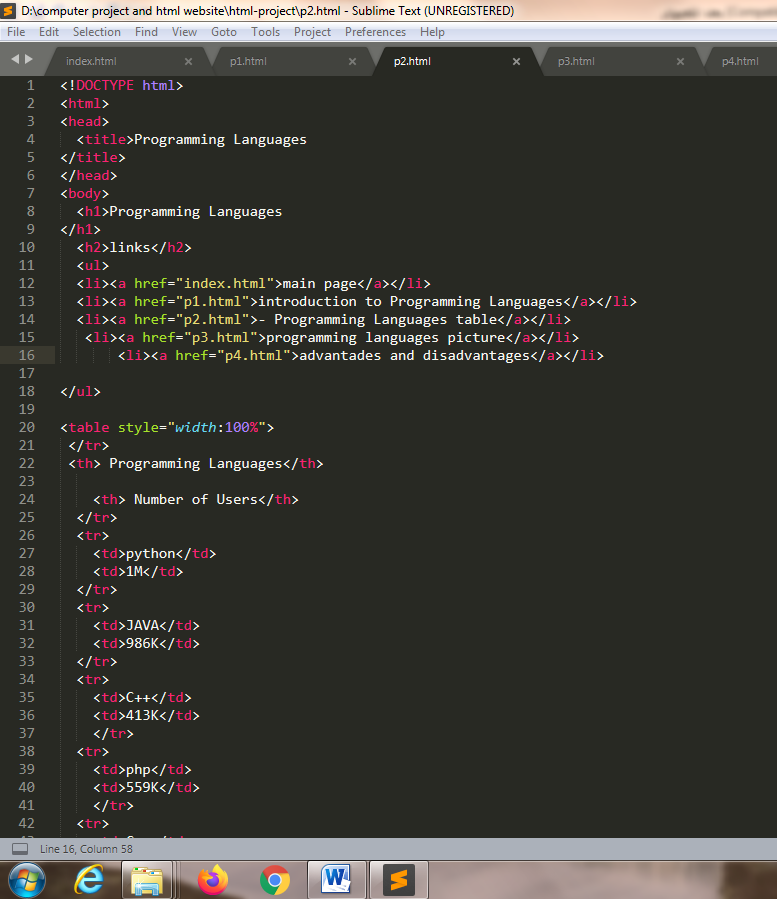 D:\computer project and html website\html-project\p2.html - Sublime Text (UNREGISTERED)
File Edit Selection Find View Goto Tools Project Preferences Help
index.html × p1.html × p2.html × p3.html × p4.html
1 <!DOCTYPE html>
2 <html>
3 <head>
4 <title>Programming Languages
5 </title>
6 </head>
7 <body>
8 <h1>Programming Languages
9 </h1>
10 <h2>links</h2>
11 <ul>
12 <li><a href="index.html">main page</a></li>
13 <li><a href="p1.html">introduction to Programming Languages</a></li>
14 <li><a href="p2.html">- Programming Languages table</a></li>
15 <li><a href="p3.html">programming languages picture</a></li>
16 <li><a href="p4.html">advantades and disadvantages</a></li>
17
18 </ul>
19
20 <table style="width:100%">
21 </tr>
22 <th> Programming Languages</th>
23
24 <th> Number of Users</th>
25 </tr>
26 <tr>
27 <td>python</td>
28 <td>1M</td>
29 </tr>
30 <tr>
31 <td>JAVA</td>
32 <td>986K</td>
33 </tr>
34 <tr>
35 <td>C++</td>
36 <td>413K</td>
37 </tr>
38 <tr>
39 <td>php</td>
40 <td>559K</td>
41 </tr>
42 <tr>
Line 16, Column 58